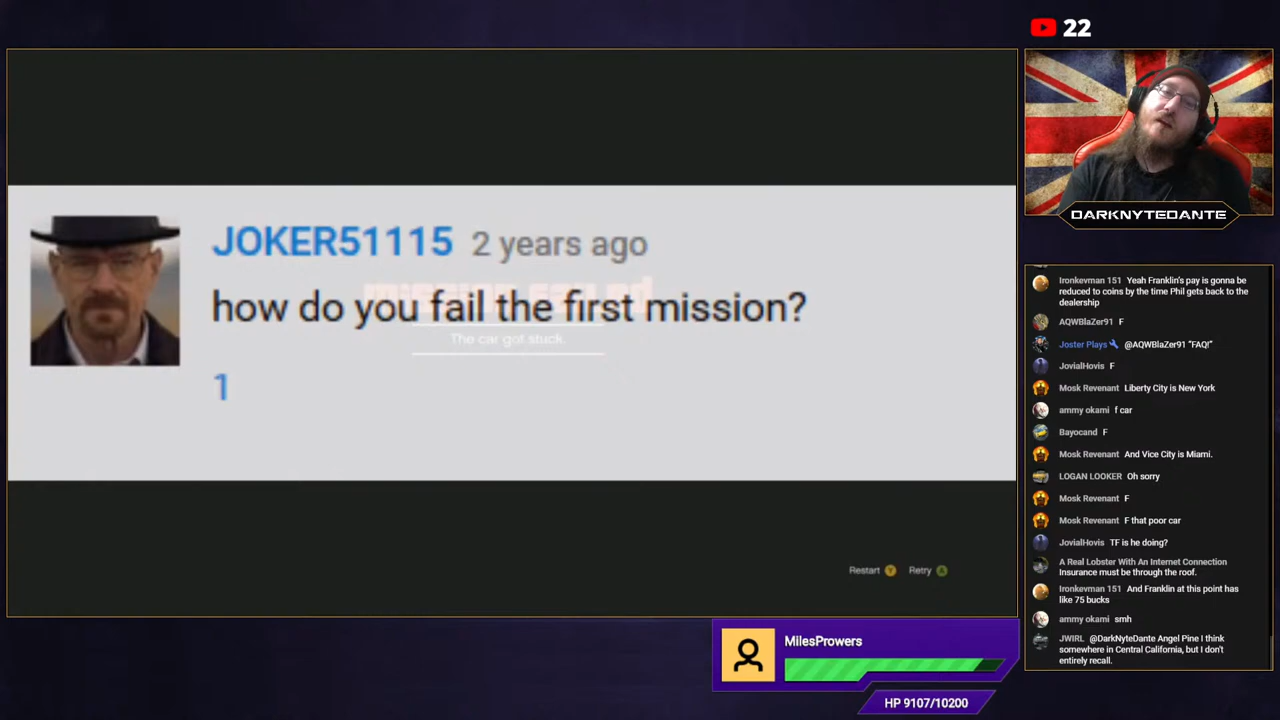 22
JOKER51115 2 years ago
how do you fail the first mission?
The car got stuck.
1
Restart Y Retry A
MilesProwers
HP 9107/10200
DARKNYTEDANTE
Ironkevman 151 Yeah Franklin's pay is gonna be
reduced to coins by the time Phil gets back to the
dealership
AQWBlaZer91 F
Joster Plays @AQWBlaZer91 "FAQ!"
JovialHovis F
Mosk Revenant Liberty City is New York
ammy okami f car
Bayocand F
Mosk Revenant And Vice City is Miami.
LOGAN LOOKER Oh sorry
Mosk Revenant F
Mosk Revenant F that poor car
JovialHovis TF is he doing?
A Real Lobster With An Internet Connection
Insurance must be through the roof.
Ironkevman 151 And Franklin at this point has
like 75 bucks
ammy okami smh
JWIRL @DarkNyteDante Angel Pine I think
somewhere in Central California, but I don't
entirely recall.